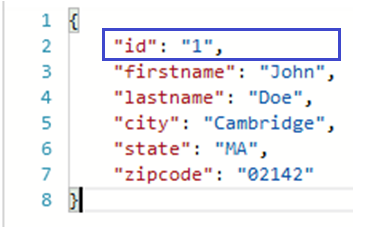 1 {
2 "id": "1",
3 "firstname": "John",
4 "lastname": "Doe",
5 "city": "Cambridge",
6 "state": "MA",
7 "zipcode": "02142"
8 }